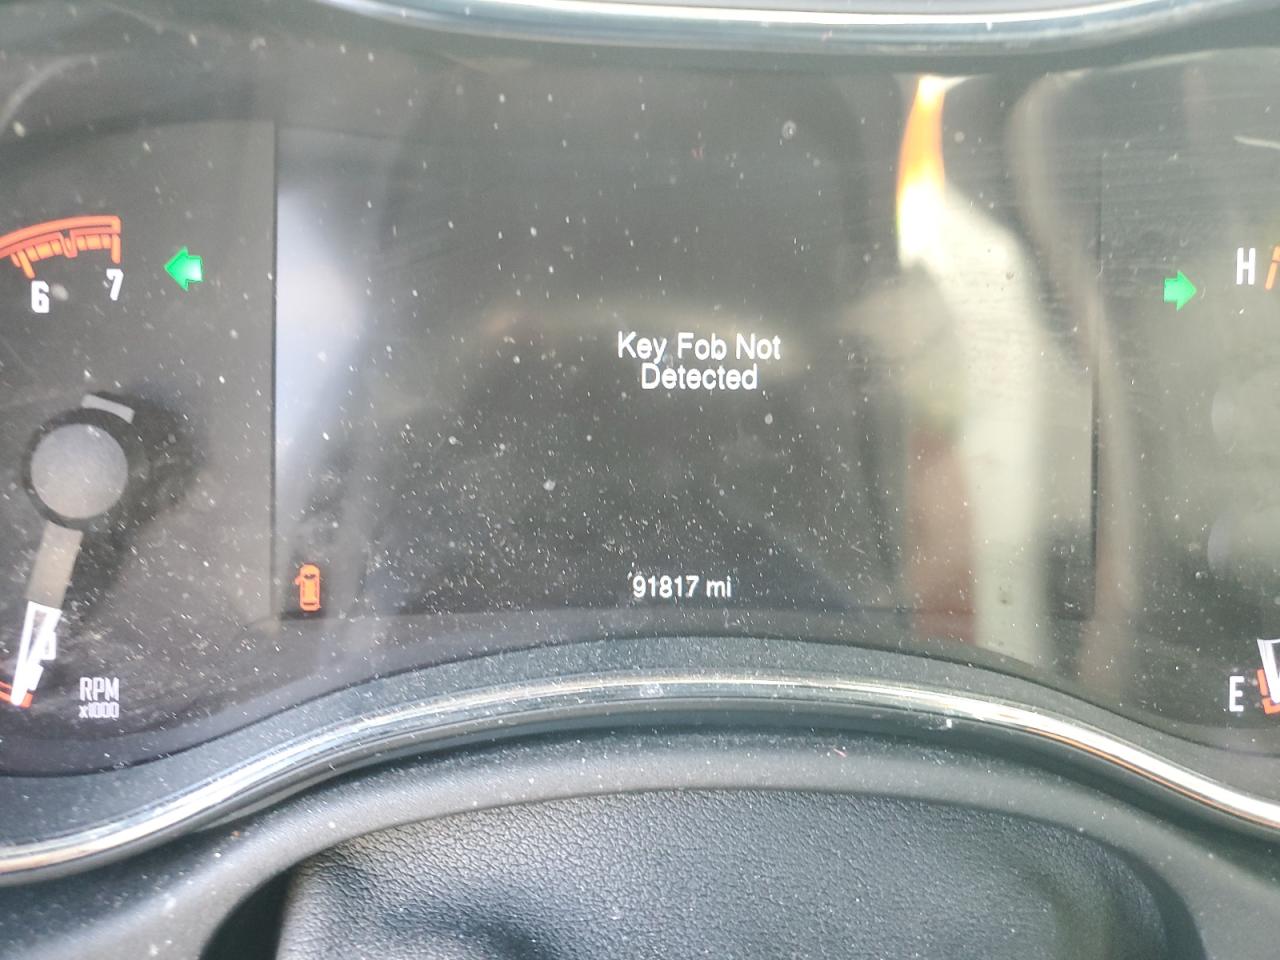 6 7
H
Key Fob Not
Detected
91817 mi
RPM
x1000
E